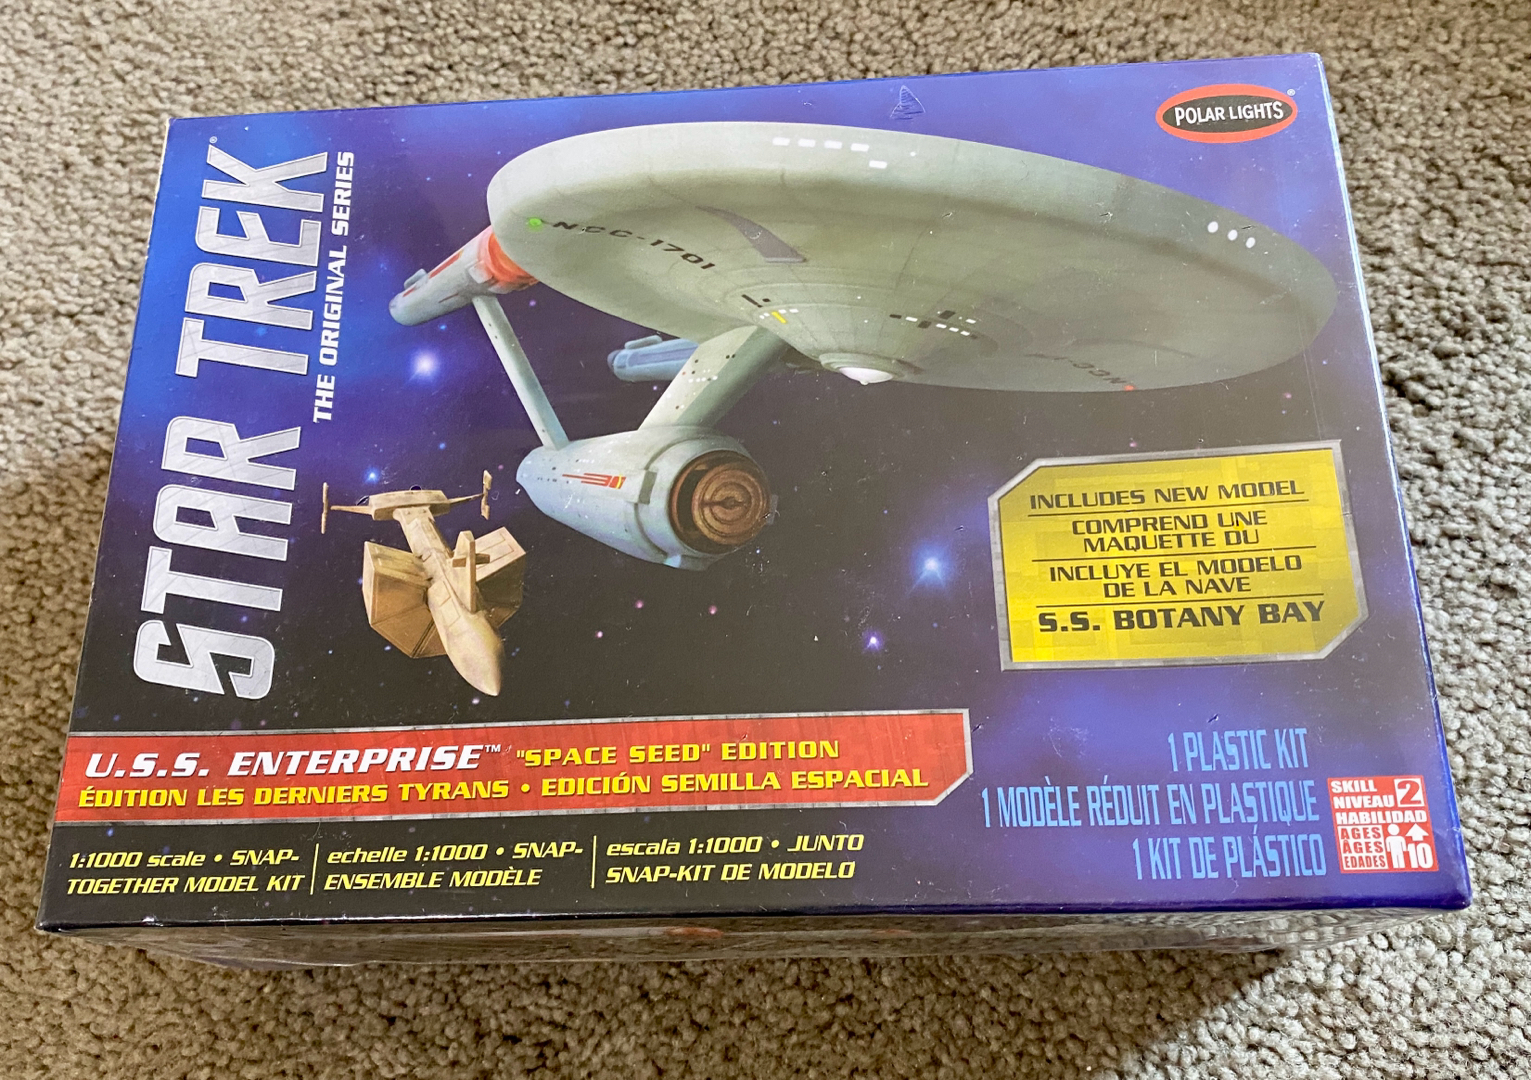 STAR TREK®
THE ORIGINAL SERIES
POLAR LIGHTS®
NCC-1701
INCLUDES NEW MODEL
COMPREND UNE
MAQUETTE DU
INCLUYE EL MODELO
DE LA NAVE
S.S. BOTANY BAY
U.S.S. ENTERPRISE™ "SPACE SEED" EDITION
ÉDITION LES DERNIERS TYRANS • EDICIÓN SEMILLA ESPACIAL
1:1000 scale • SNAP-
TOGETHER MODEL KIT
echelle 1:1000 • SNAP-
ENSEMBLE MODÈLE
escala 1:1000 • JUNTO
SNAP-KIT DE MODELO
1 PLASTIC KIT
1 MODÈLE RÉDUIT EN PLASTIQUE
1 KIT DE PLÁSTICO
SKILL
NIVEAU 2
HABILIDAD
AGES
ÂGES
EDADES 10